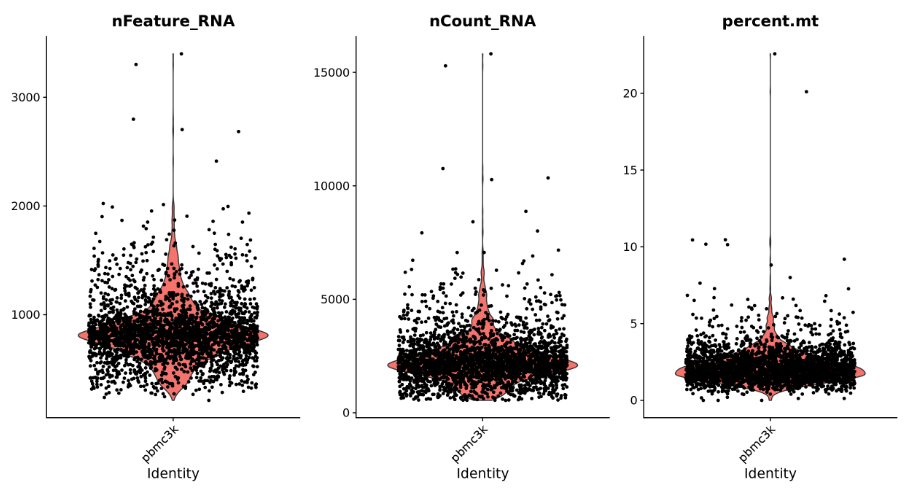 nFeature_RNA
3000
2000
1000
pbmc3k
Identity
nCount_RNA
15000
10000
5000
0
pbmc3k
Identity
percent.mt
20
15
10
5
0
pbmc3k
Identity